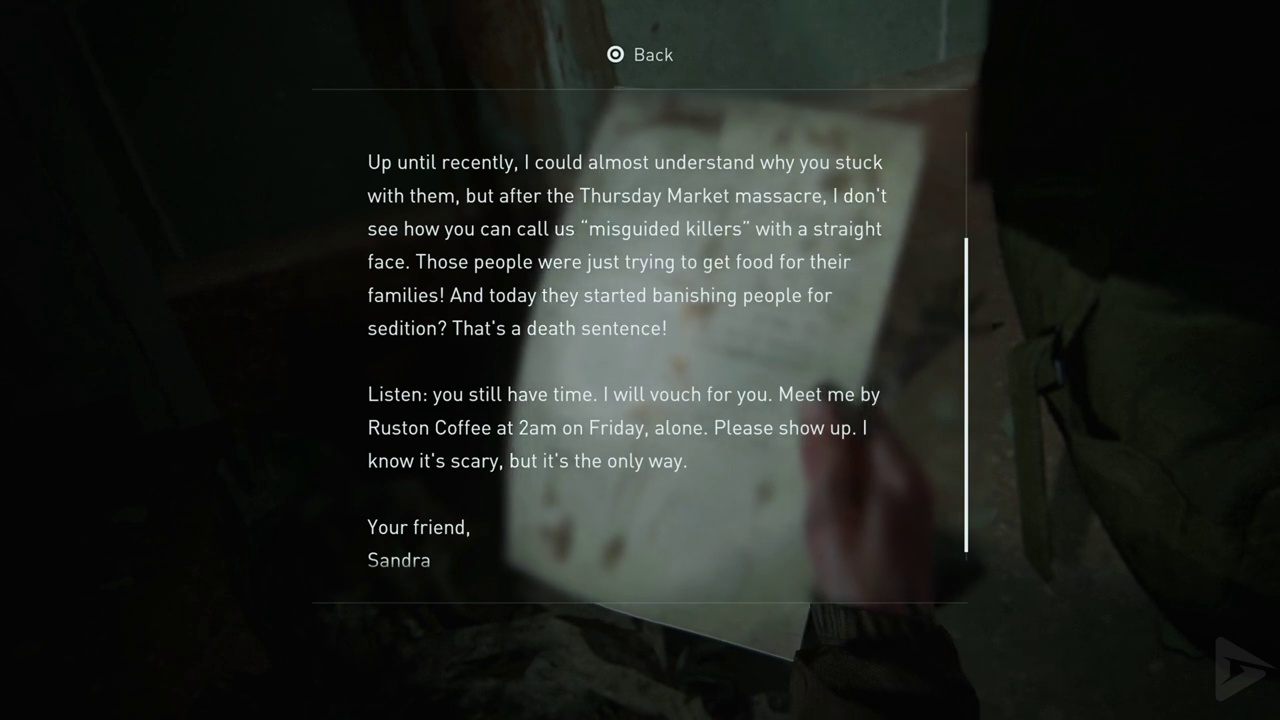 Back
Up until recently, I could almost understand why you stuck
with them, but after the Thursday Market massacre, I don't
see how you can call us “misguided killers” with a straight
face. Those people were just trying to get food for their
families! And today they started banishing people for
sedition? That's a death sentence!
Listen: you still have time. I will vouch for you. Meet me by
Ruston Coffee at 2am on Friday, alone. Please show up. I
know it's scary, but it's the only way.
Your friend,
Sandra